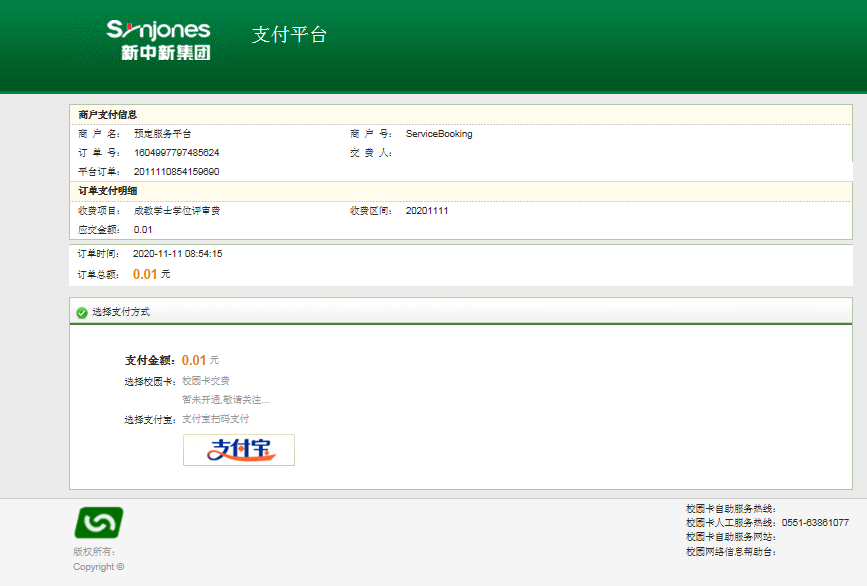 Synjones
新中新集团
支付平台
商户支付信息
商 户 名： 预定服务平台 商 户 号： ServiceBooking
订 单 号： 1604997797485624 交 费 人：
平台订单： 2011110854159690
订单支付明细
收费项目： 成教学士学位评审费 收费区间： 20201111
应交金额： 0.01
订单时间： 2020-11-11 08:54:15
订单总额： 0.01 元
选择支付方式
支付金额： 0.01 元
选择校园卡： 校园卡交费
暂未开通,敬请关注...
选择支付宝： 支付宝扫码支付
支付宝
版权所有：
Copyright ©
校园卡自助服务热线：
校园卡人工服务热线： 0551-63861077
校园卡自助服务网站：
校园网络信息帮助台：